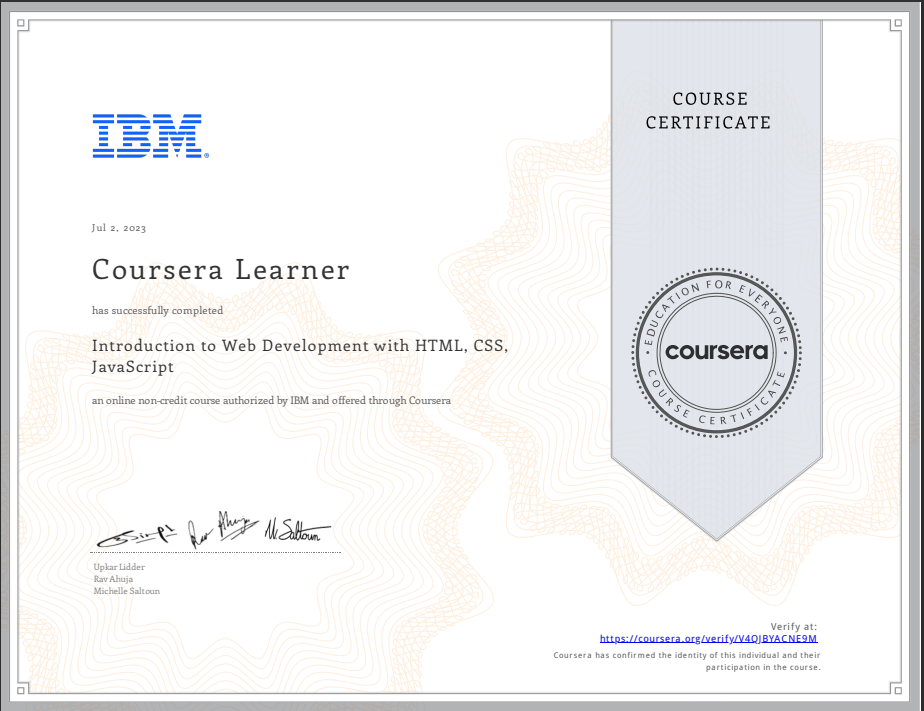 COURSE
CERTIFICATE
IBM®
Jul 2, 2023
Coursera Learner
has successfully completed
Introduction to Web Development with HTML, CSS,
JavaScript
an online non-credit course authorized by IBM and offered through Coursera
EDUCATION FOR EVERYONE
coursera
COURSE CERTIFICATE
M. Saltoun
Upkar Lidder
Rav Ahuja
Michelle Saltoun
Verify at:
https://coursera.org/verify/V4QJBYACNE9M
Coursera has confirmed the identity of this individual and their
participation in the course.